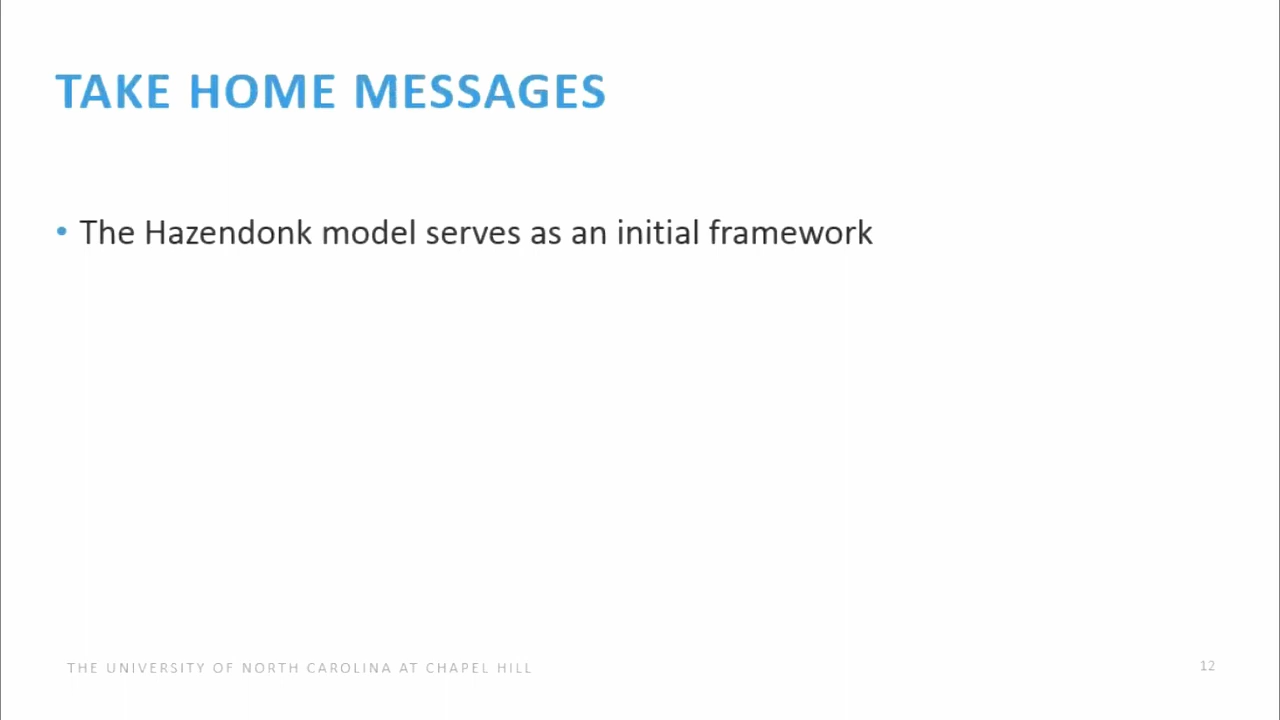 TAKE HOME MESSAGES
• The Hazendonk model serves as an initial framework
THE UNIVERSITY OF NORTH CAROLINA AT CHAPEL HILL
12